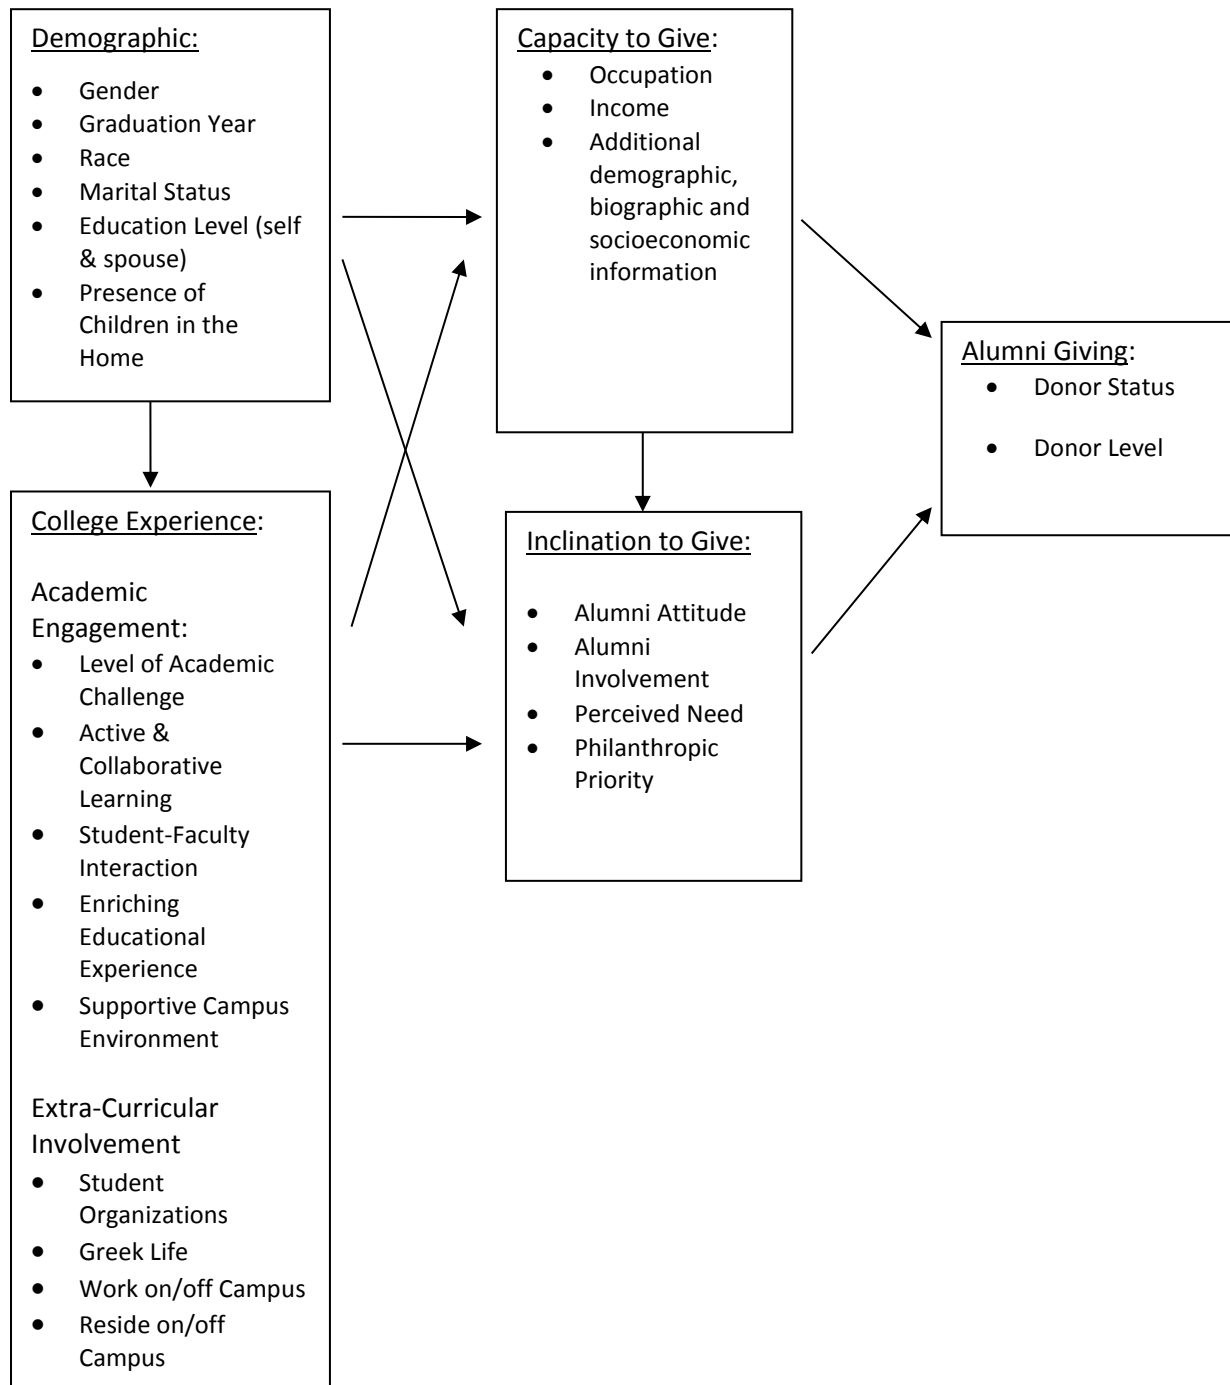 Demographic:
• Gender
• Graduation Year
• Race
• Marital Status
• Education Level (self
& spouse)
• Presence of
Children in the
Home
College Experience:
Academic
Engagement:
• Level of Academic
Challenge
• Active &
Collaborative
Learning
• Student-Faculty
Interaction
• Enriching
Educational
Experience
• Supportive Campus
Environment
Extra-Curricular
Involvement
• Student
Organizations
• Greek Life
• Work on/off Campus
• Reside on/off
Campus
Capacity to Give:
• Occupation
• Income
• Additional
demographic,
biographic and
socioeconomic
information
Inclination to Give:
• Alumni Attitude
• Alumni
Involvement
• Perceived Need
• Philanthropic
Priority
Alumni Giving:
• Donor Status
• Donor Level